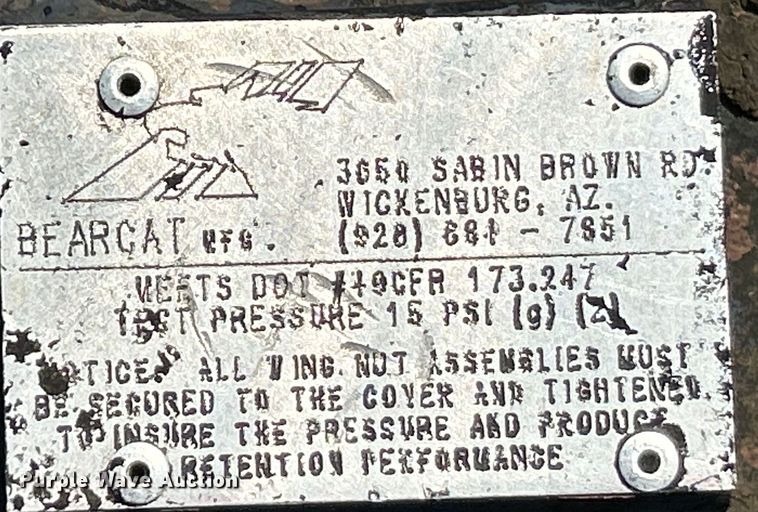 3650 SABIN BROWN RD.
WICKENBURG, AZ.
BEARCAT MFG. (928) 684 - 7851
MEETS DOT #49CFR 173.247
TEST PRESSURE 15 PSI (g)
NOTICE. ALL WING NUT ASSEMBLIES MUST
BE SECURED TO THE COVER AND TIGHTENED
TO INSURE THE PRESSURE AND PRODUCT
RETENTION PERFORMANCE
Purple Wave Auction